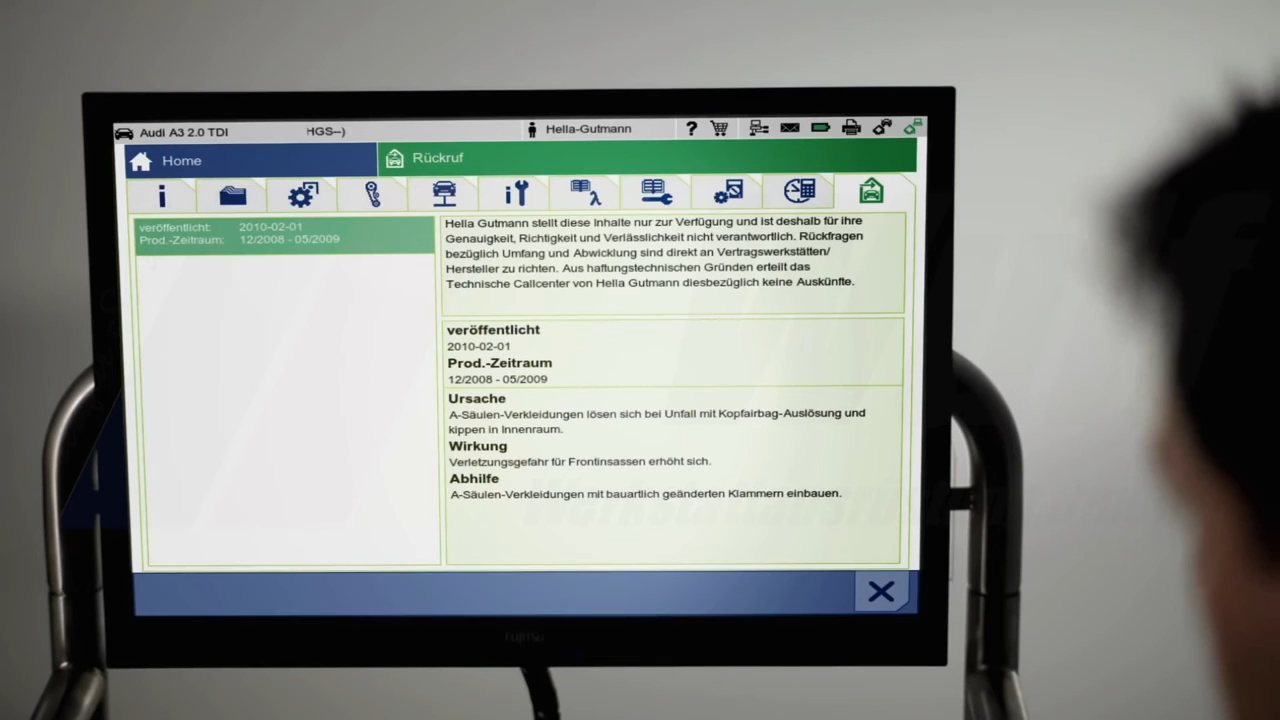 Audi A3 2.0 TDI HGS--) Hella-Gutmann ?
Home Rückruf
veröffentlicht: 2010-02-01
Prod.-Zeitraum: 12/2008 - 05/2009
Hella Gutmann stellt diese Inhalte nur zur Verfügung und ist deshalb für ihre
Genauigkeit, Richtigkeit und Verlässlichkeit nicht verantwortlich. Rückfragen
bezüglich Umfang und Abwicklung sind direkt an Vertragswerkstätten/
Hersteller zu richten. Aus haftungstechnischen Gründen erteilt das
Technische Callcenter von Hella Gutmann diesbezüglich keine Auskünfte.
veröffentlicht
2010-02-01
Prod.-Zeitraum
12/2008 - 05/2009
Ursache
A-Säulen-Verkleidungen lösen sich bei Unfall mit Kopfairbag-Auslösung und
kippen in Innenraum.
Wirkung
Verletzungsgefahr für Frontinsassen erhöht sich.
Abhilfe
A-Säulen-Verkleidungen mit bauartlich geänderten Klammern einbauen.
FUJITSU